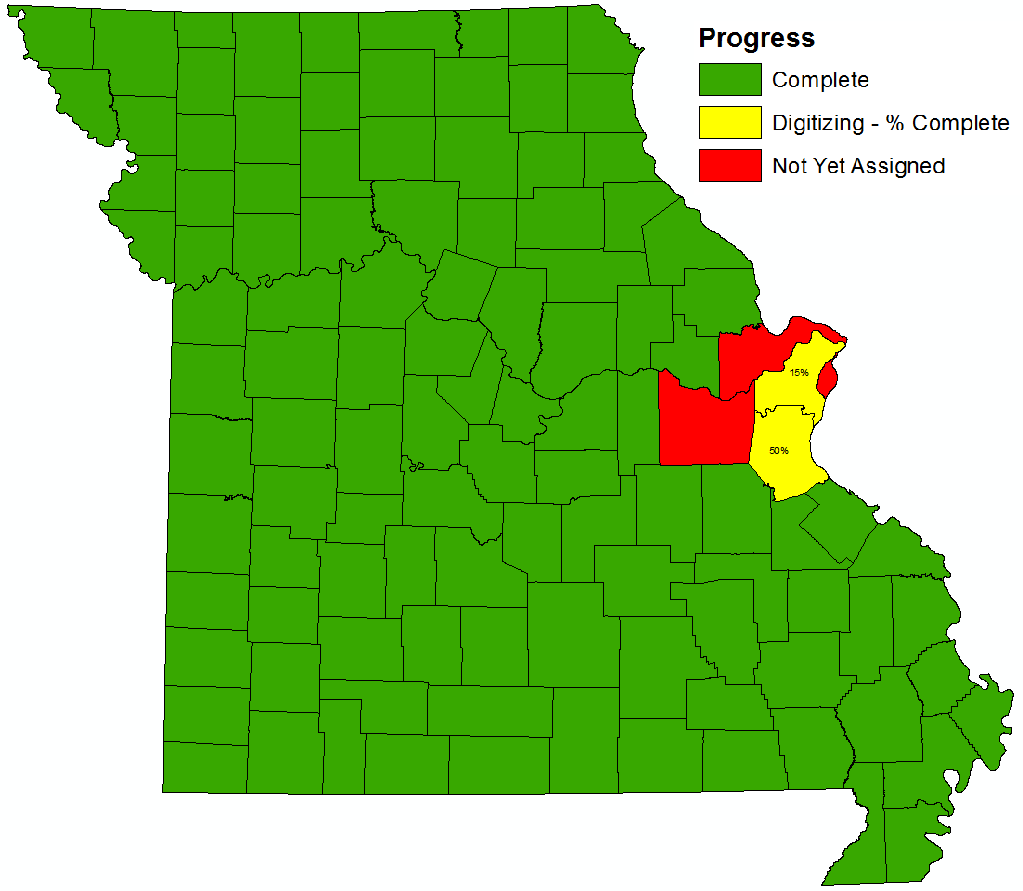 Progress
Complete
Digitizing - % Complete
Not Yet Assigned
15%
50%